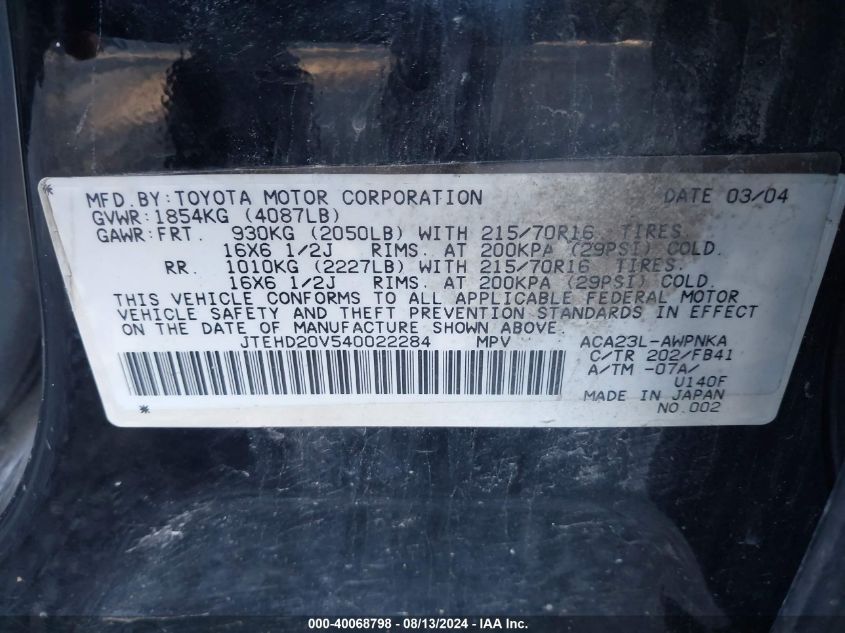 MFD.BY:TOYOTA MOTOR CORPORATION DATE 03/04
GVWR:1854KG (4087LB)
GAWR:FRT. 930KG (2050LB) WITH 215/70R16 TIRES.
16X6 1/2J RIMS. AT 200KPA (29PSI) COLD.
RR. 1010KG (2227LB) WITH 215/70R16 TIRES.
16X6 1/2J RIMS. AT 200KPA (29PSI) COLD.
THIS VEHICLE CONFORMS TO ALL APPLICABLE FEDERAL MOTOR
VEHICLE SAFETY AND THEFT PREVENTION STANDARDS IN EFFECT
ON THE DATE OF MANUFACTURE SHOWN ABOVE.
JTEHD20V540022284 MPV ACA23L-AWPNKA
C/TR 202/FB41
A/TM -07A/
U140F
MADE IN JAPAN
NO.002
000-40068798 - 08/13/2024 - IAA Inc.